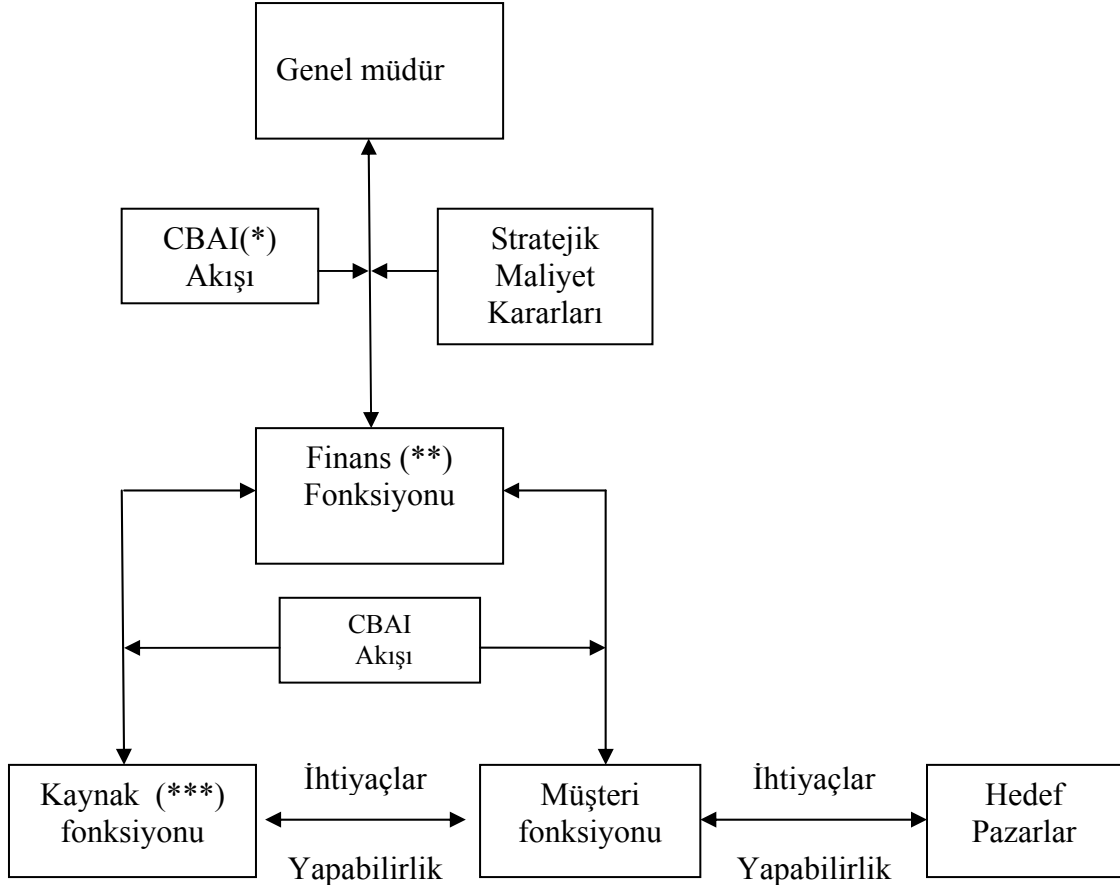 Genel müdür
CBAI(*)
Akışı
Stratejik
Maliyet
Kararları
Finans (**)
Fonksiyonu
CBAI
Akışı
Kaynak (***)
fonksiyonu
İhtiyaçlar
Yapabilirlik
Müşteri
fonksiyonu
İhtiyaçlar
Yapabilirlik
Hedef
Pazarlar